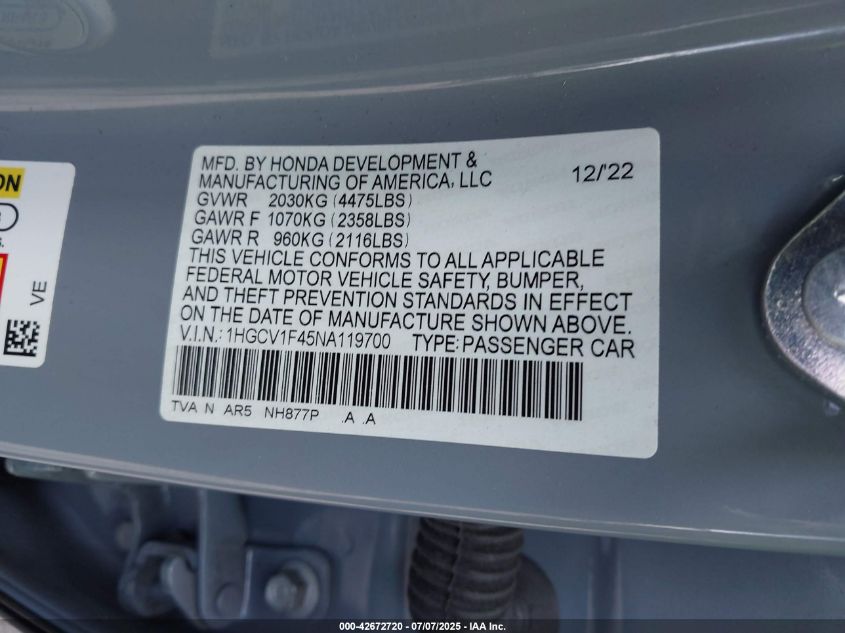 MFD. BY HONDA DEVELOPMENT &
MANUFACTURING OF AMERICA, LLC 12/'22
GVWR 2030KG (4475LBS)
GAWR F 1070KG (2358LBS)
GAWR R 960KG (2116LBS)
THIS VEHICLE CONFORMS TO ALL APPLICABLE
FEDERAL MOTOR VEHICLE SAFETY, BUMPER,
AND THEFT PREVENTION STANDARDS IN EFFECT
ON THE DATE OF MANUFACTURE SHOWN ABOVE.
V.I.N.: 1HGCV1F45NA119700 TYPE: PASSENGER CAR
TVA N AR5 NH877P .A .A
ON
S.
VE
000-42672720 - 07/07/2025 - IAA Inc.